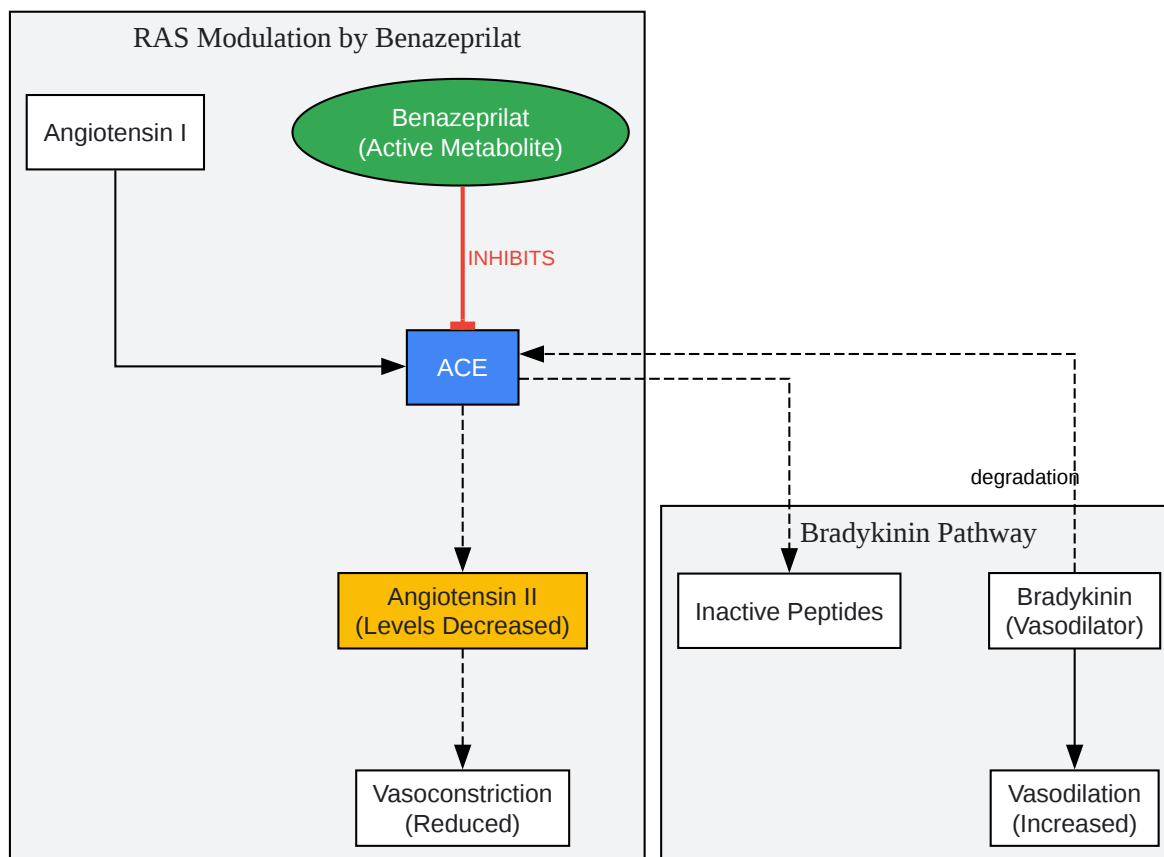 RAS Modulation by Benazeprilat
Angiotensin I
Benazeprilat
(Active Metabolite)
INHIBITS
ACE
degradation
Bradykinin Pathway
Angiotensin II
(Levels Decreased)
Inactive Peptides
Bradykinin
(Vasodilator)
Vasoconstriction
(Reduced)
Vasodilation
(Increased)